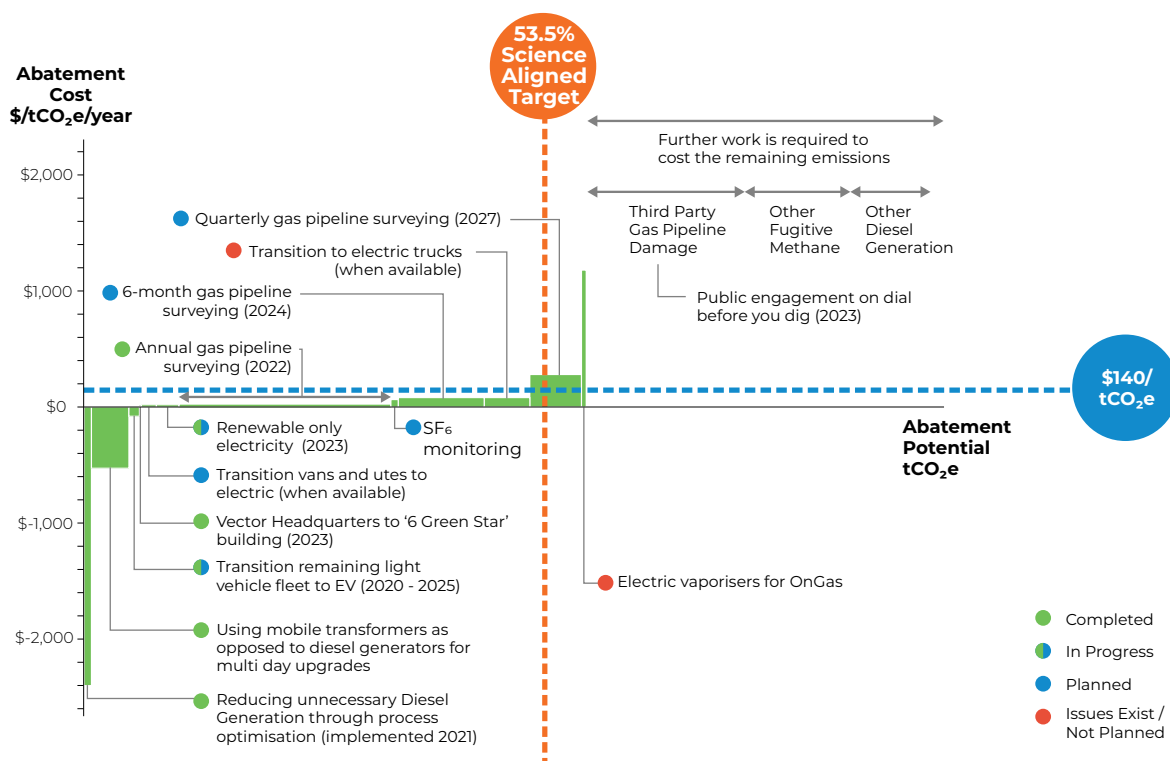 53.5%
Science
Aligned
Target
Abatement
Cost
$/tCO₂e/year
Further work is required to
cost the remaining emissions
$2,000
Quarterly gas pipeline surveying (2027)
Third Party
Gas Pipeline
Damage
Other
Fugitive
Methane
Other
Diesel
Generation
Transition to electric trucks
(when available)
$1,000
6-month gas pipeline
surveying (2024)
Public engagement on dial
before you dig (2023)
Annual gas pipeline
surveying (2022)
$140/
tCO₂e
$0
Renewable only
electricity (2023)
SF₆
monitoring
Abatement
Potential
tCO₂e
Transition vans and utes to
electric (when available)
$-1,000
Vector Headquarters to ‘6 Green Star’
building (2023)
Transition remaining light
vehicle fleet to EV (2020 - 2025)
Electric vaporisers for OnGas
$-2,000
Using mobile transformers as
opposed to diesel generators for
multi day upgrades
Reducing unnecessary Diesel
Generation through process
optimisation (implemented 2021)
Completed
In Progress
Planned
Issues Exist /
Not Planned